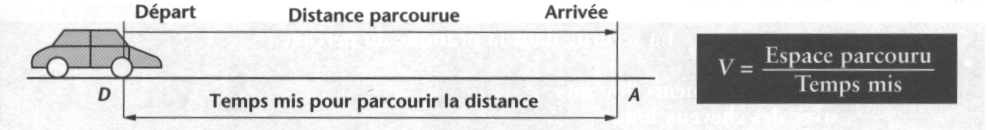 Départ Distance parcourue Arrivée
D Temps mis pour parcourir la distance A
V = Espace parcouru / Temps mis